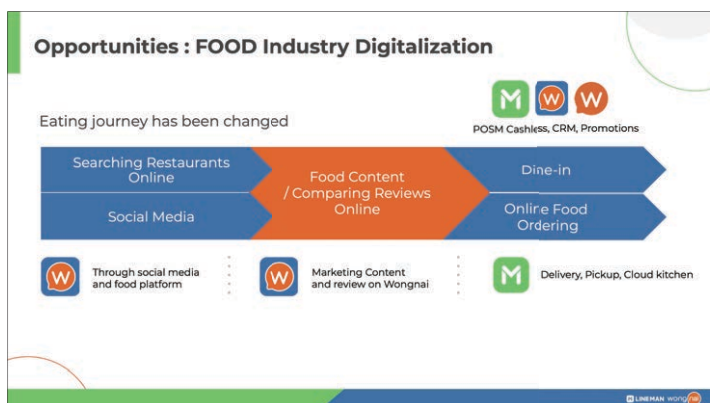 Opportunities : FOOD Industry Digitalization
Eating journey has been changed
POSM Cashless, CRM, Promotions
Searching Restaurants
Online
Social Media
Food Content
/ Comparing Reviews
Online
Dine-in
Online Food
Ordering
Through social media
and food platform
Marketing Content
and review on Wongnai
Delivery, Pickup, Cloud kitchen
LINEMAN wongnai